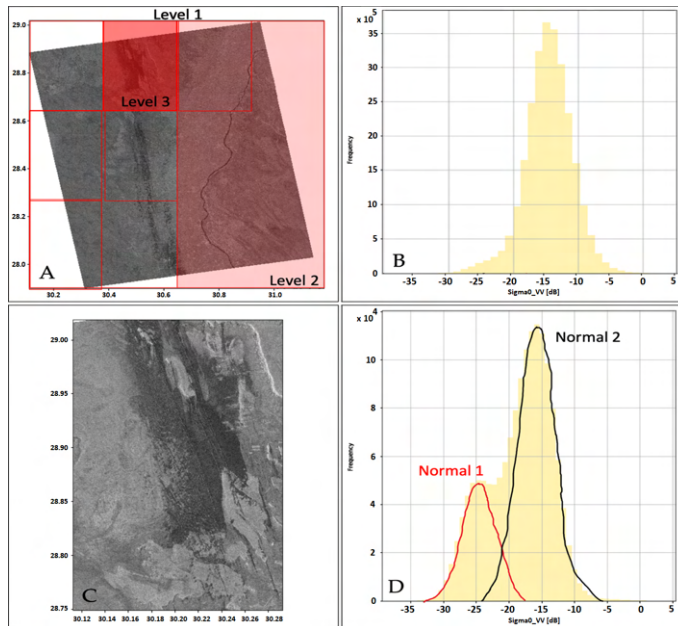 Level 1
29.0
28.8
28.6
28.4
28.2
28.0
Level 3
Level 2
A
30.2 30.4 30.6 30.8 31.0
x 10⁵
35
30
25
20
15
10
5
0
Frequency
B
-35 -30 -25 -20 -15 -10 -5 0 5
Sigma0_VV [dB]
29.00
28.95
28.90
28.85
28.80
28.75
C
30.12 30.14 30.16 30.18 30.20 30.22 30.24 30.26 30.28
x 10⁴
10
8
6
4
2
0
Frequency
Normal 2
Normal 1
D
-35 -30 -25 -20 -15 -10 -5 0 5
Sigma0_VV [dB]